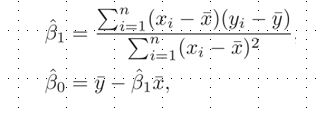 β̂₁ = ∑ⁿᵢ₌₁(xᵢ − x̄)(yᵢ − ȳ) / ∑ⁿᵢ₌₁(xᵢ − x̄)²
β̂₀ = ȳ − β̂₁x̄,